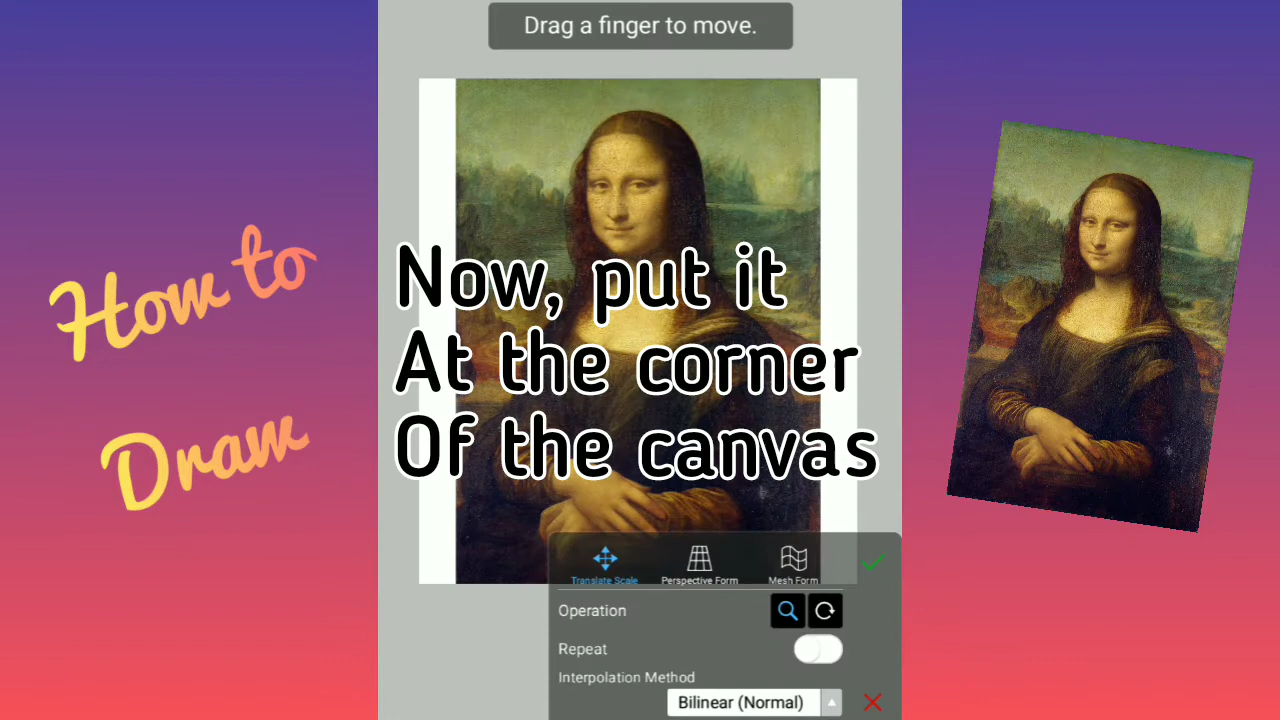 Drag a finger to move.
How to
Draw
Now, put it
At the corner
Of the canvas
Translate Scale
Perspective Form
Mesh Form
Operation
Repeat
Interpolation Method
Bilinear (Normal)